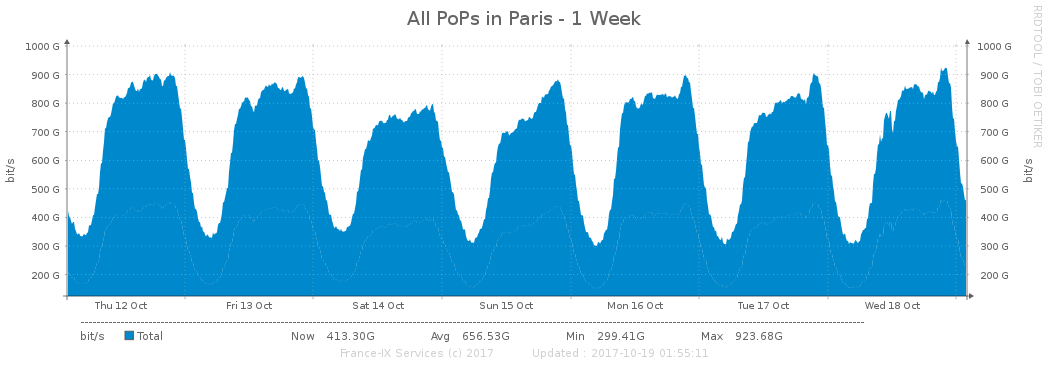 All PoPs in Paris - 1 Week
RRDTOOL / TOBI OETIKER
1000 G 1000 G
900 G 900 G
800 G 800 G
700 G 700 G
600 G 600 G
500 G 500 G
400 G 400 G
300 G 300 G
200 G 200 G
bit/s bit/s
Thu 12 Oct Fri 13 Oct Sat 14 Oct Sun 15 Oct Mon 16 Oct Tue 17 Oct Wed 18 Oct
bit/s Total Now 413.30G Avg 656.53G Min 299.41G Max 923.68G
France-IX Services (c) 2017 Updated : 2017-10-19 01:55:11